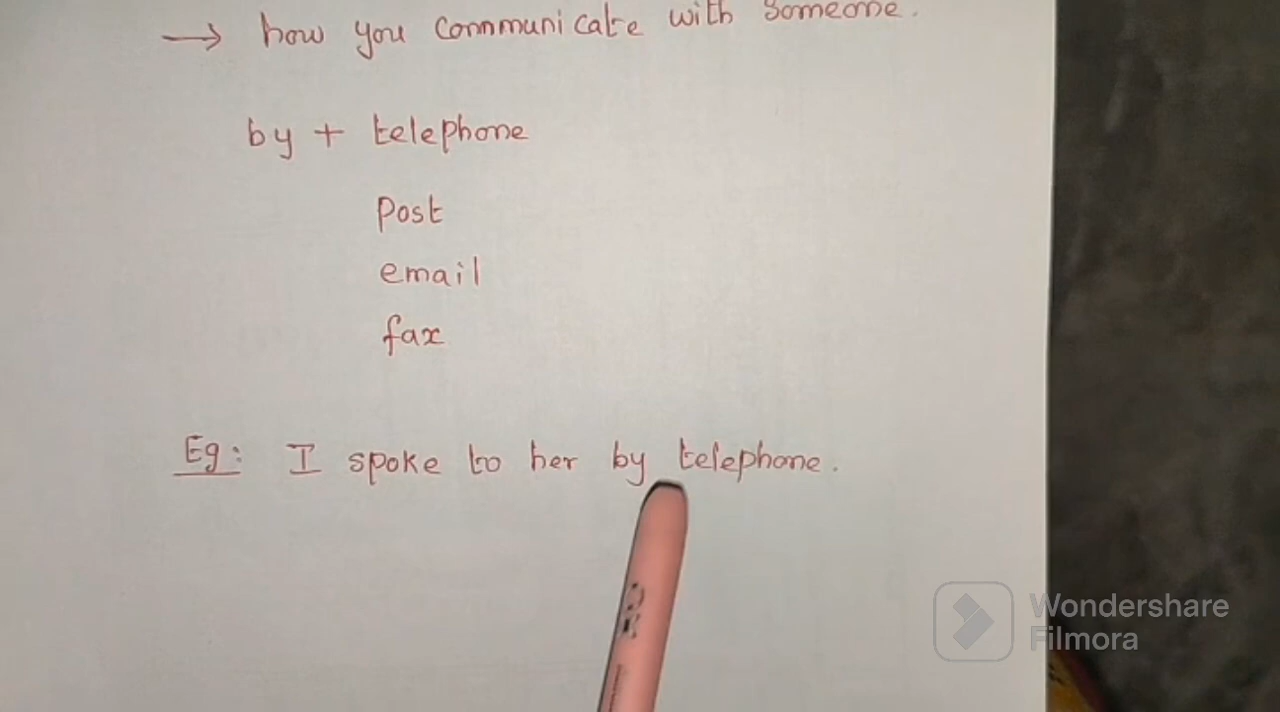 → how you communicate with someone.
by + telephone
post
email
fax
Eg: I spoke to her by telephone.
Wondershare
Filmora